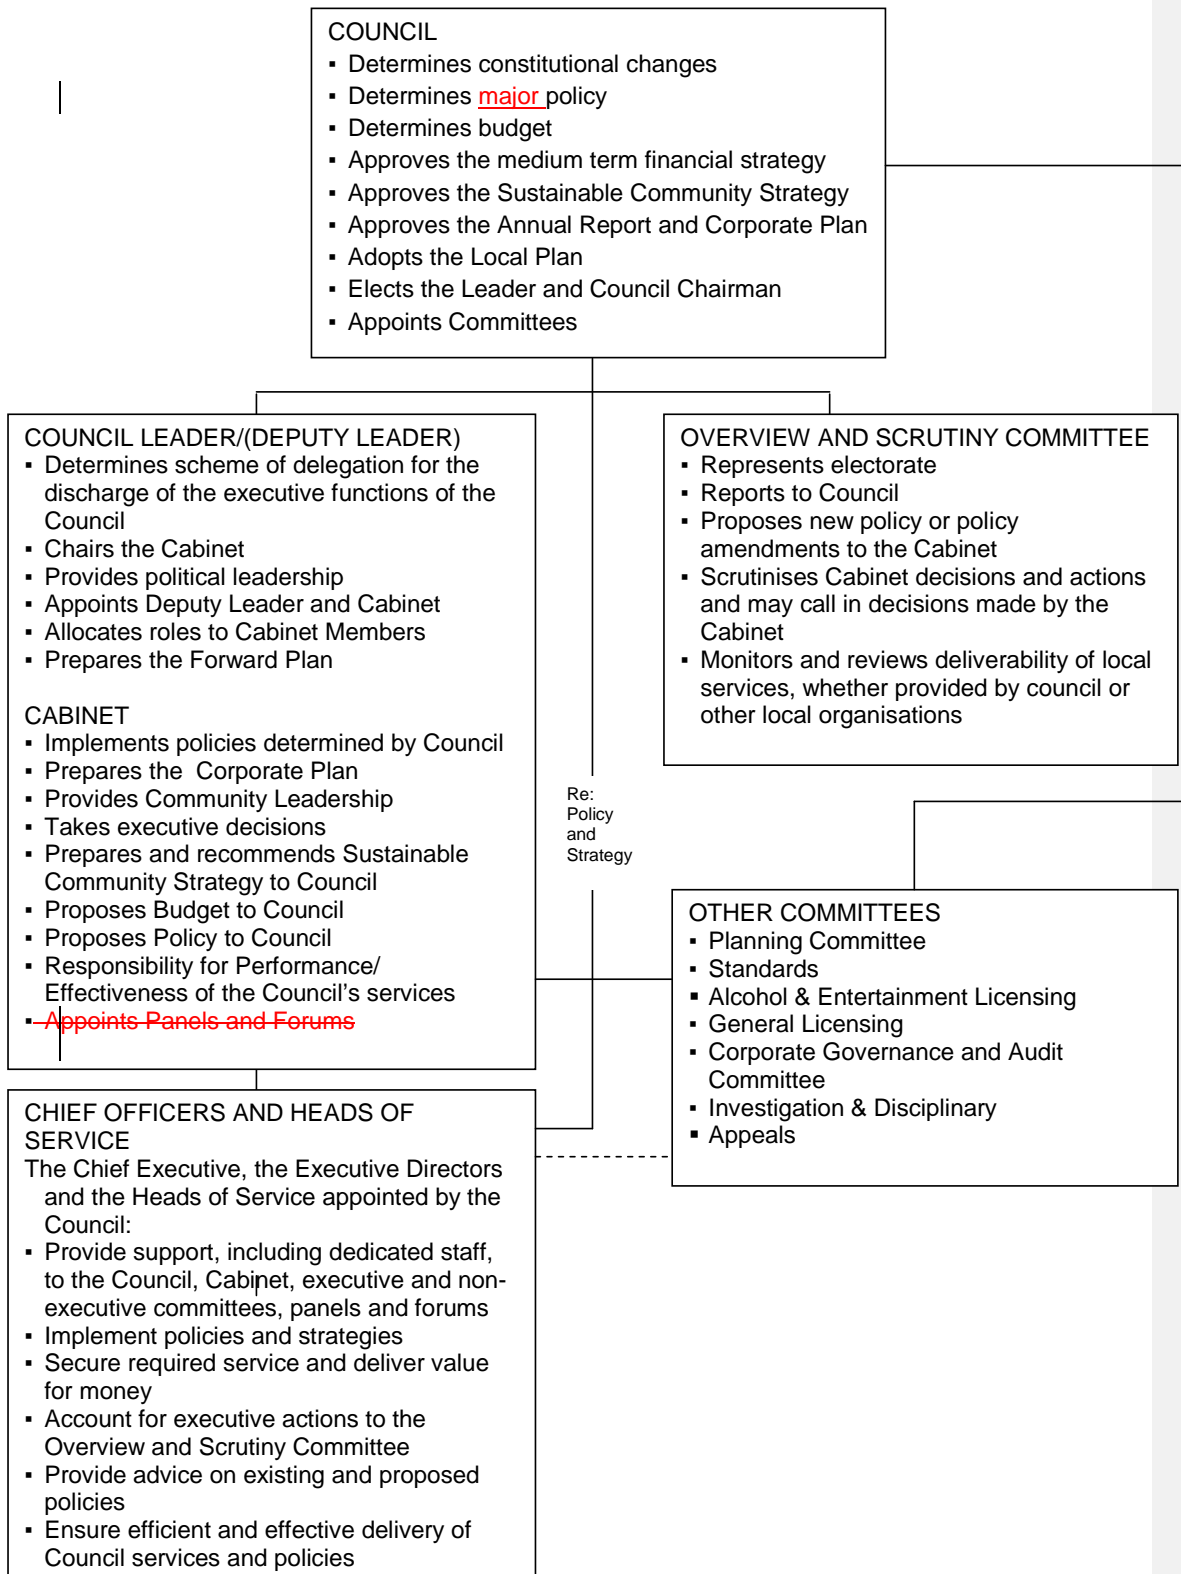 COUNCIL
▪ Determines constitutional changes
▪ Determines major policy
▪ Determines budget
▪ Approves the medium term financial strategy
▪ Approves the Sustainable Community Strategy
▪ Approves the Annual Report and Corporate Plan
▪ Adopts the Local Plan
▪ Elects the Leader and Council Chairman
▪ Appoints Committees
COUNCIL LEADER/(DEPUTY LEADER)
▪ Determines scheme of delegation for the
discharge of the executive functions of the
Council
▪ Chairs the Cabinet
▪ Provides political leadership
▪ Appoints Deputy Leader and Cabinet
▪ Allocates roles to Cabinet Members
▪ Prepares the Forward Plan
CABINET
▪ Implements policies determined by Council
▪ Prepares the Corporate Plan
▪ Provides Community Leadership
▪ Takes executive decisions
▪ Prepares and recommends Sustainable
Community Strategy to Council
▪ Proposes Budget to Council
▪ Proposes Policy to Council
▪ Responsibility for Performance/
Effectiveness of the Council's services
▪ Appoints Panels and Forums
OVERVIEW AND SCRUTINY COMMITTEE
▪ Represents electorate
▪ Reports to Council
▪ Proposes new policy or policy
amendments to the Cabinet
▪ Scrutinises Cabinet decisions and actions
and may call in decisions made by the
Cabinet
▪ Monitors and reviews deliverability of local
services, whether provided by council or
other local organisations
Re:
Policy
and
Strategy
OTHER COMMITTEES
▪ Planning Committee
▪ Standards
▪ Alcohol & Entertainment Licensing
▪ General Licensing
▪ Corporate Governance and Audit
Committee
▪ Investigation & Disciplinary
▪ Appeals
CHIEF OFFICERS AND HEADS OF
SERVICE
The Chief Executive, the Executive Directors
and the Heads of Service appointed by the
Council:
▪ Provide support, including dedicated staff,
to the Council, Cabinet, executive and non-
executive committees, panels and forums
▪ Implement policies and strategies
▪ Secure required service and deliver value
for money
▪ Account for executive actions to the
Overview and Scrutiny Committee
▪ Provide advice on existing and proposed
policies
▪ Ensure efficient and effective delivery of
Council services and policies